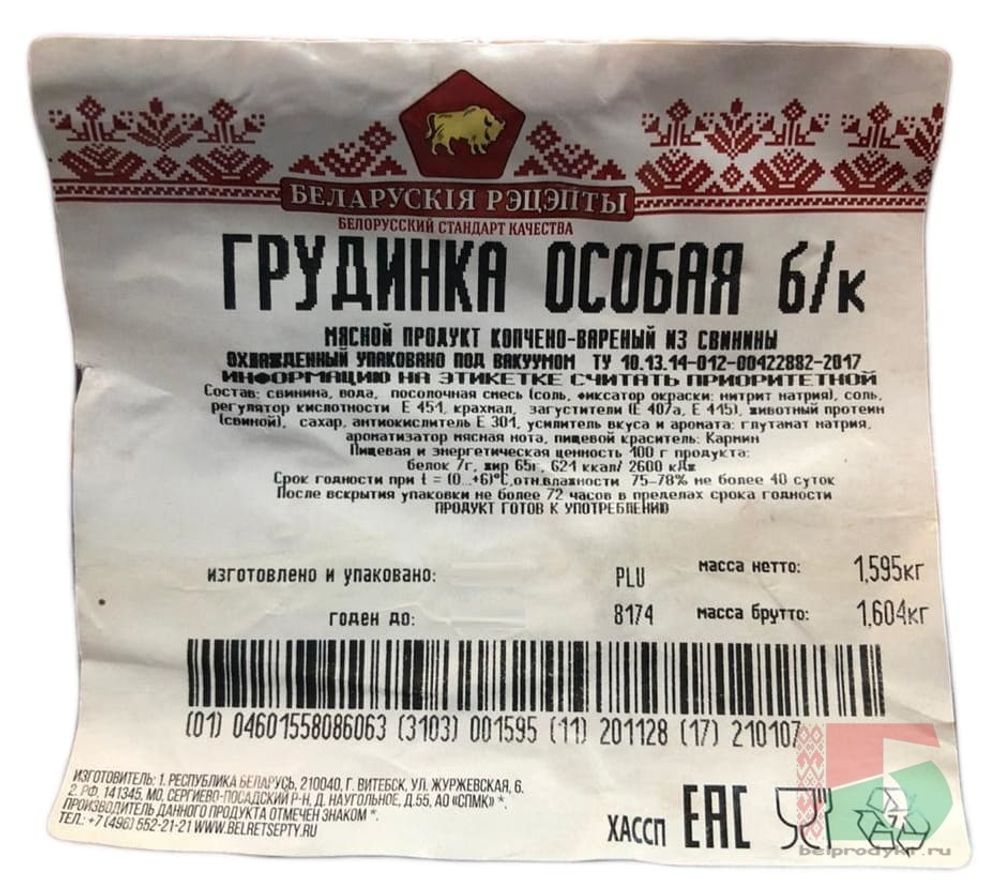 БЕЛАРУСКІЯ РЭЦЭПТЫ
БЕЛОРУССКИЙ СТАНДАРТ КАЧЕСТВА
ГРУДИНКА ОСОБАЯ б/к
МЯСНОЙ ПРОДУКТ КОПЧЕНО-ВАРЕНЫЙ ИЗ СВИНИНЫ
ОХЛАЖДЕННЫЙ УПАКОВАНО ПОД ВАКУУМОМ ТУ 10.13.14-012-00422882-2017
ИНФОРМАЦИЮ НА ЭТИКЕТКЕ СЧИТАТЬ ПРИОРИТЕТНОЙ
Состав: свинина, вода, посолочная смесь (соль, фиксатор окраски: нитрит натрия), соль,
регулятор кислотности Е 451, крахмал, загустители (Е 407а, Е 415), животный протеин
(свиной), сахар, антиокислитель Е 301, усилитель вкуса и аромата: глутамат натрия,
ароматизатор мясная нота, пищевой краситель: Кармин
Пищевая и энергетическая ценность 100 г продукта:
белок 7г, жир 65г, 621 ккал/ 2600 кДж
Срок годности при t = (0...+6)°С,отн.влажности 75-78% не более 40 суток
После вскрытия упаковки не более 72 часов в пределах срока годности
ПРОДУКТ ГОТОВ К УПОТРЕБЛЕНИЮ
изготовлено и упаковано: PLU масса нетто: 1,595кг
годен до: 8174 масса брутто: 1,604кг
(01) 04601558086063 (3103) 001595 (11) 201128 (17) 210107
ИЗГОТОВИТЕЛЬ: 1. РЕСПУБЛИКА БЕЛАРУСЬ, 210040, Г. ВИТЕБСК, УЛ. ЖУРЖЕВСКАЯ, 6.
2. РФ, 141345, МО, СЕРГИЕВО-ПОСАДСКИЙ Р-Н, Д. НАУГОЛЬНОЕ, Д.55, АО «СПМК» *.
ПРОИЗВОДИТЕЛЬ ДАННОГО ПРОДУКТА ОТМЕЧЕН ЗНАКОМ *.
ТЕЛ.: +7 (496) 552-21-21 WWW.BELRETSEPTY.RU
ХАССП ЕАС 7
belprodykt.ru